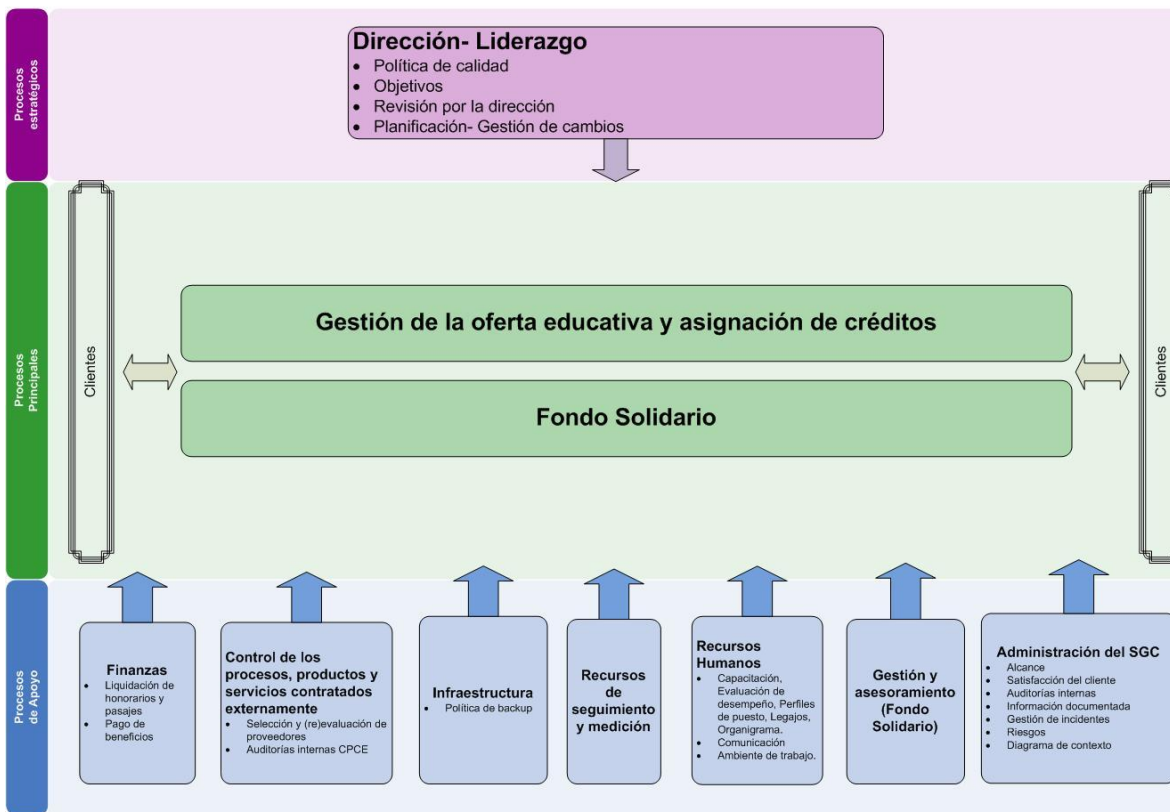 Procesos
estratégicos
Dirección- Liderazgo
• Política de calidad
• Objetivos
• Revisión por la dirección
• Planificación- Gestión de cambios
Procesos
Principales
Clientes
Gestión de la oferta educativa y asignación de créditos
Fondo Solidario
Clientes
Procesos
de Apoyo
Finanzas
• Liquidación de
honorarios y
pasajes
• Pago de
beneficios
Control de los
procesos, productos y
servicios contratados
externamente
• Selección y (re)evaluación de
proveedores
• Auditorías internas CPCE
Infraestructura
• Política de backup
Recursos
de
seguimiento
y medición
Recursos
Humanos
• Capacitación,
Evaluación de
desempeño, Perfiles
de puesto, Legajos,
Organigrama.
• Comunicación
• Ambiente de trabajo.
Gestión y
asesoramiento
(Fondo
Solidario)
Administración del SGC
• Alcance
• Satisfacción del cliente
• Auditorías internas
• Información documentada
• Gestión de incidentes
• Riesgos
• Diagrama de contexto